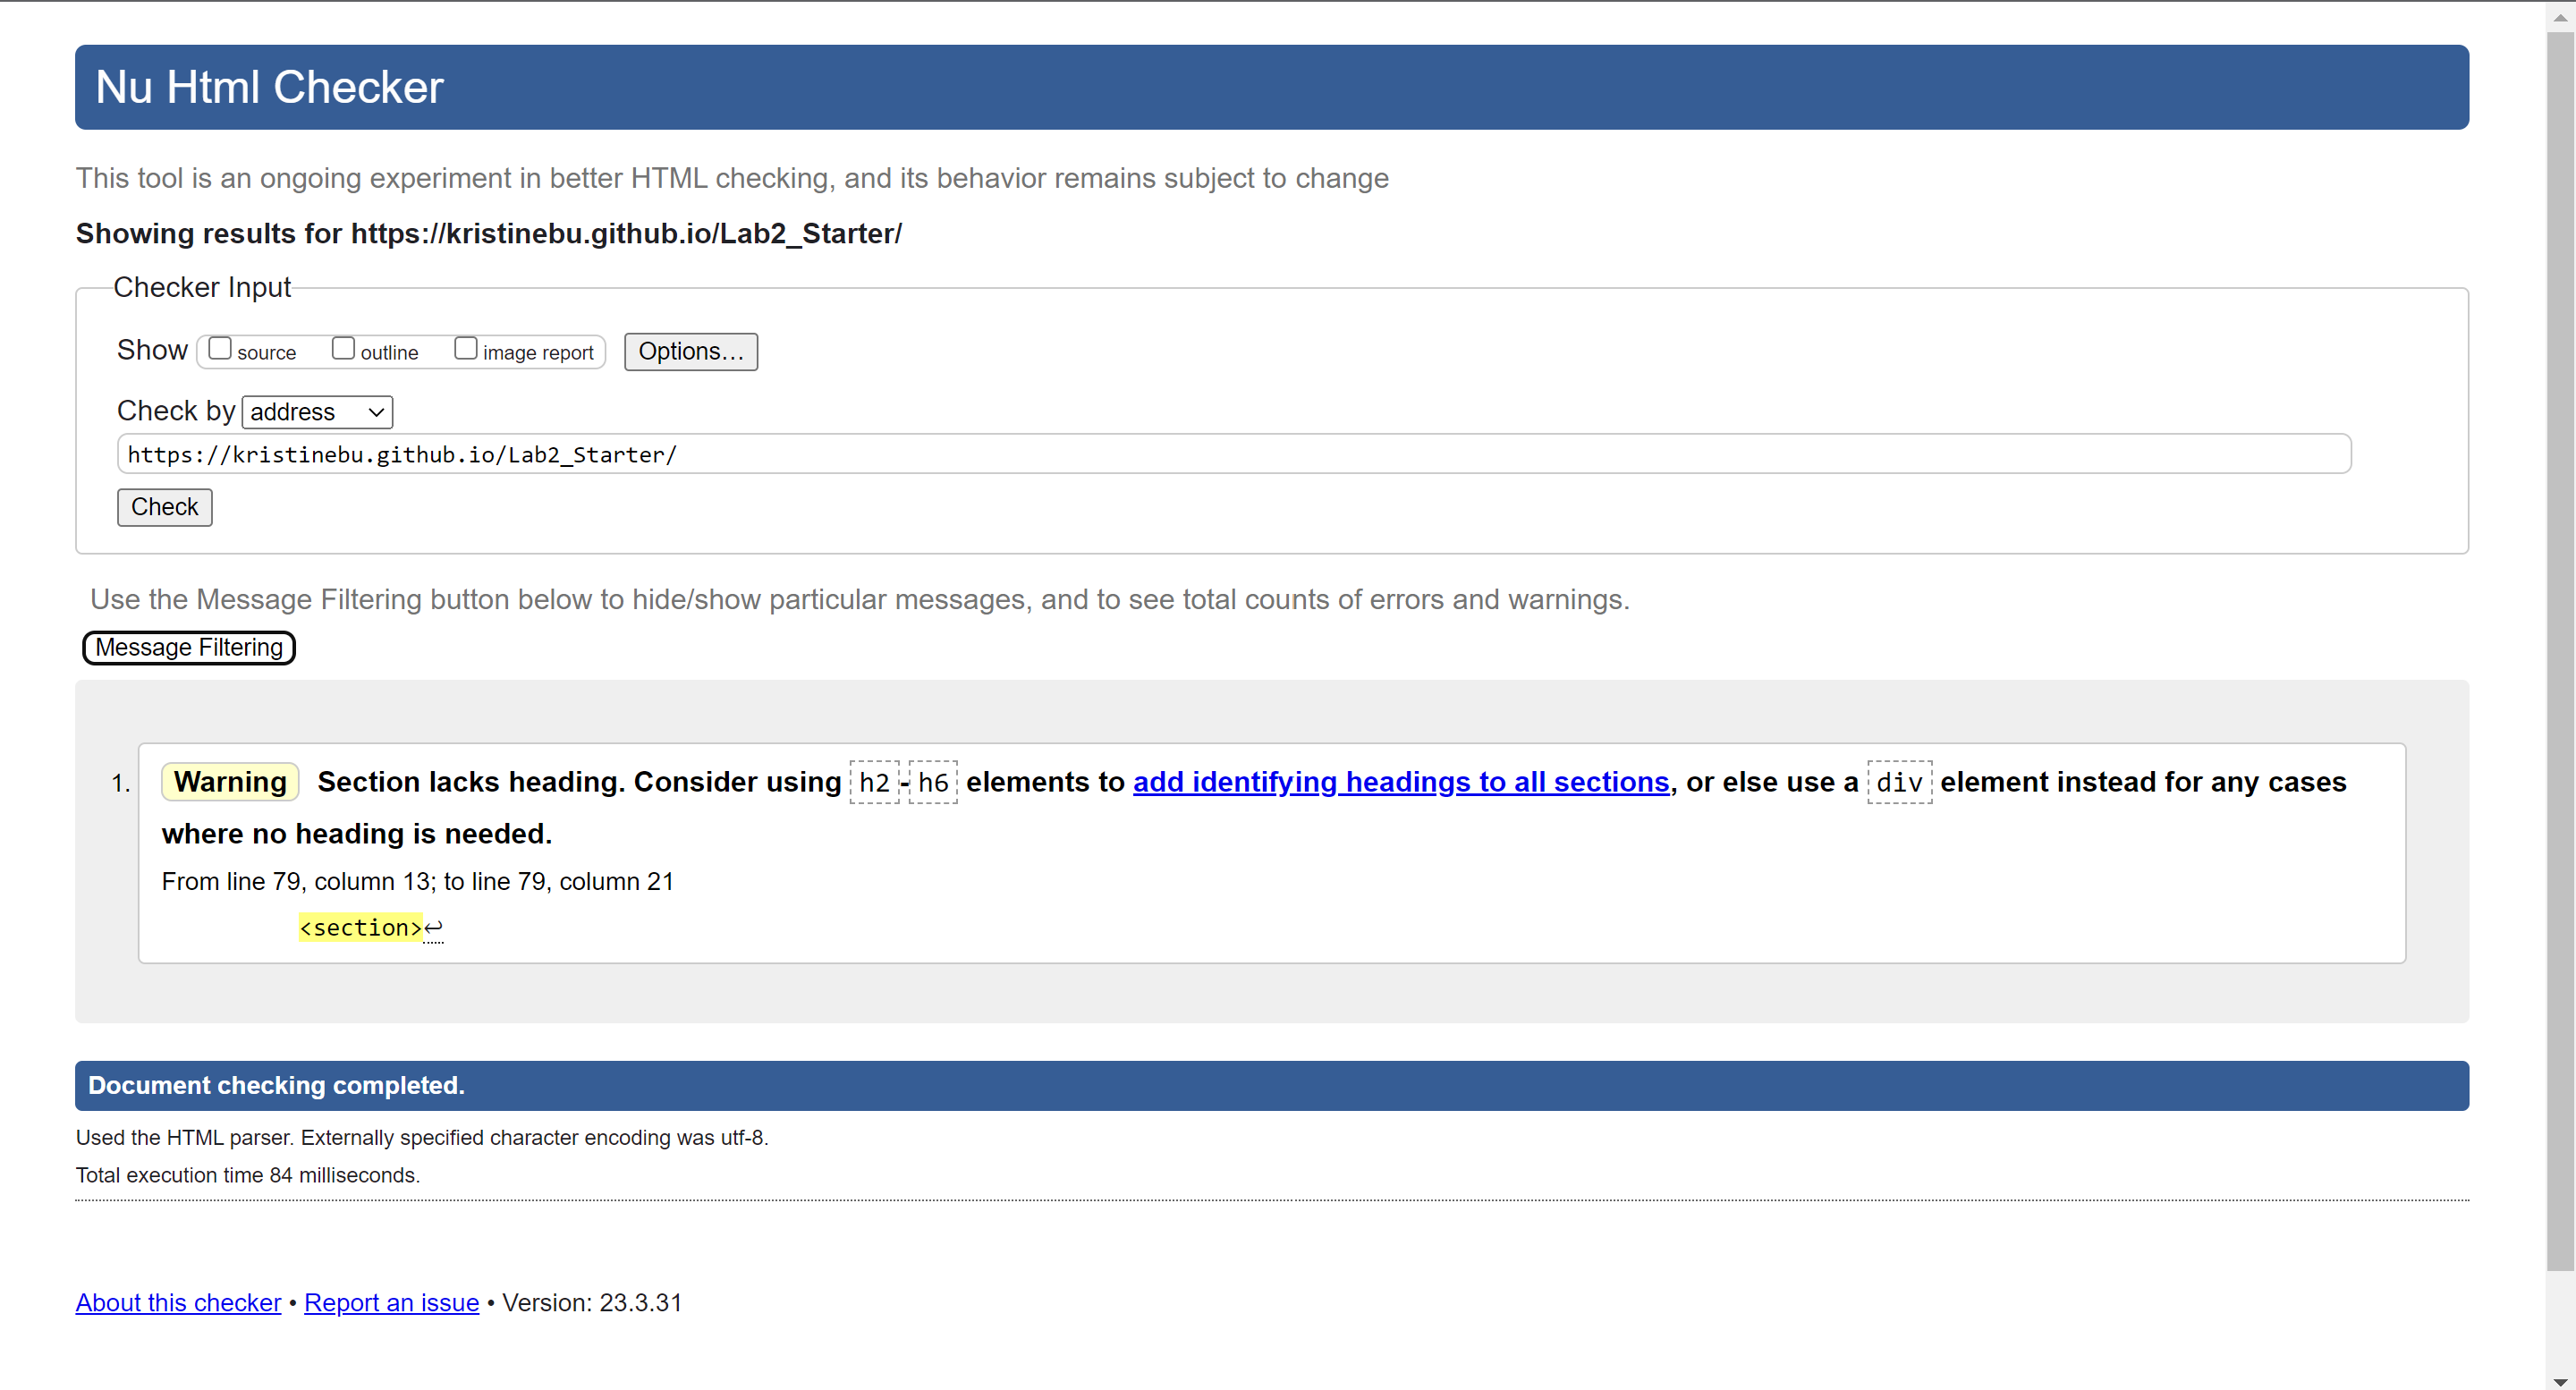 Nu Html Checker
This tool is an ongoing experiment in better HTML checking, and its behavior remains subject to change
Showing results for https://kristinebu.github.io/Lab2_Starter/
Checker Input
Show source outline image report Options...
Check by address
https://kristinebu.github.io/Lab2_Starter/
Check
Use the Message Filtering button below to hide/show particular messages, and to see total counts of errors and warnings.
Message Filtering
1. Warning Section lacks heading. Consider using h2-h6 elements to add identifying headings to all sections, or else use a div element instead for any cases
where no heading is needed.
From line 79, column 13; to line 79, column 21
<section>↩
Document checking completed.
Used the HTML parser. Externally specified character encoding was utf-8.
Total execution time 84 milliseconds.
About this checker • Report an issue • Version: 23.3.31